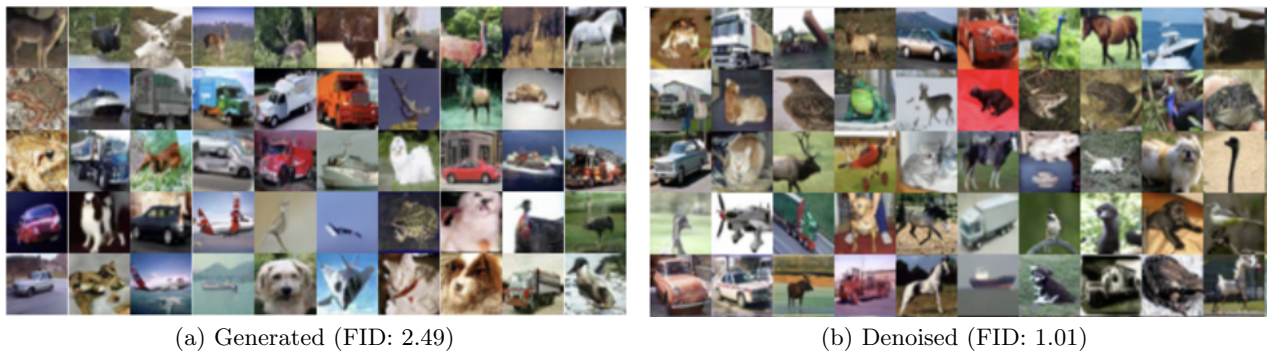 (a) Generated (FID: 2.49)
(b) Denoised (FID: 1.01)